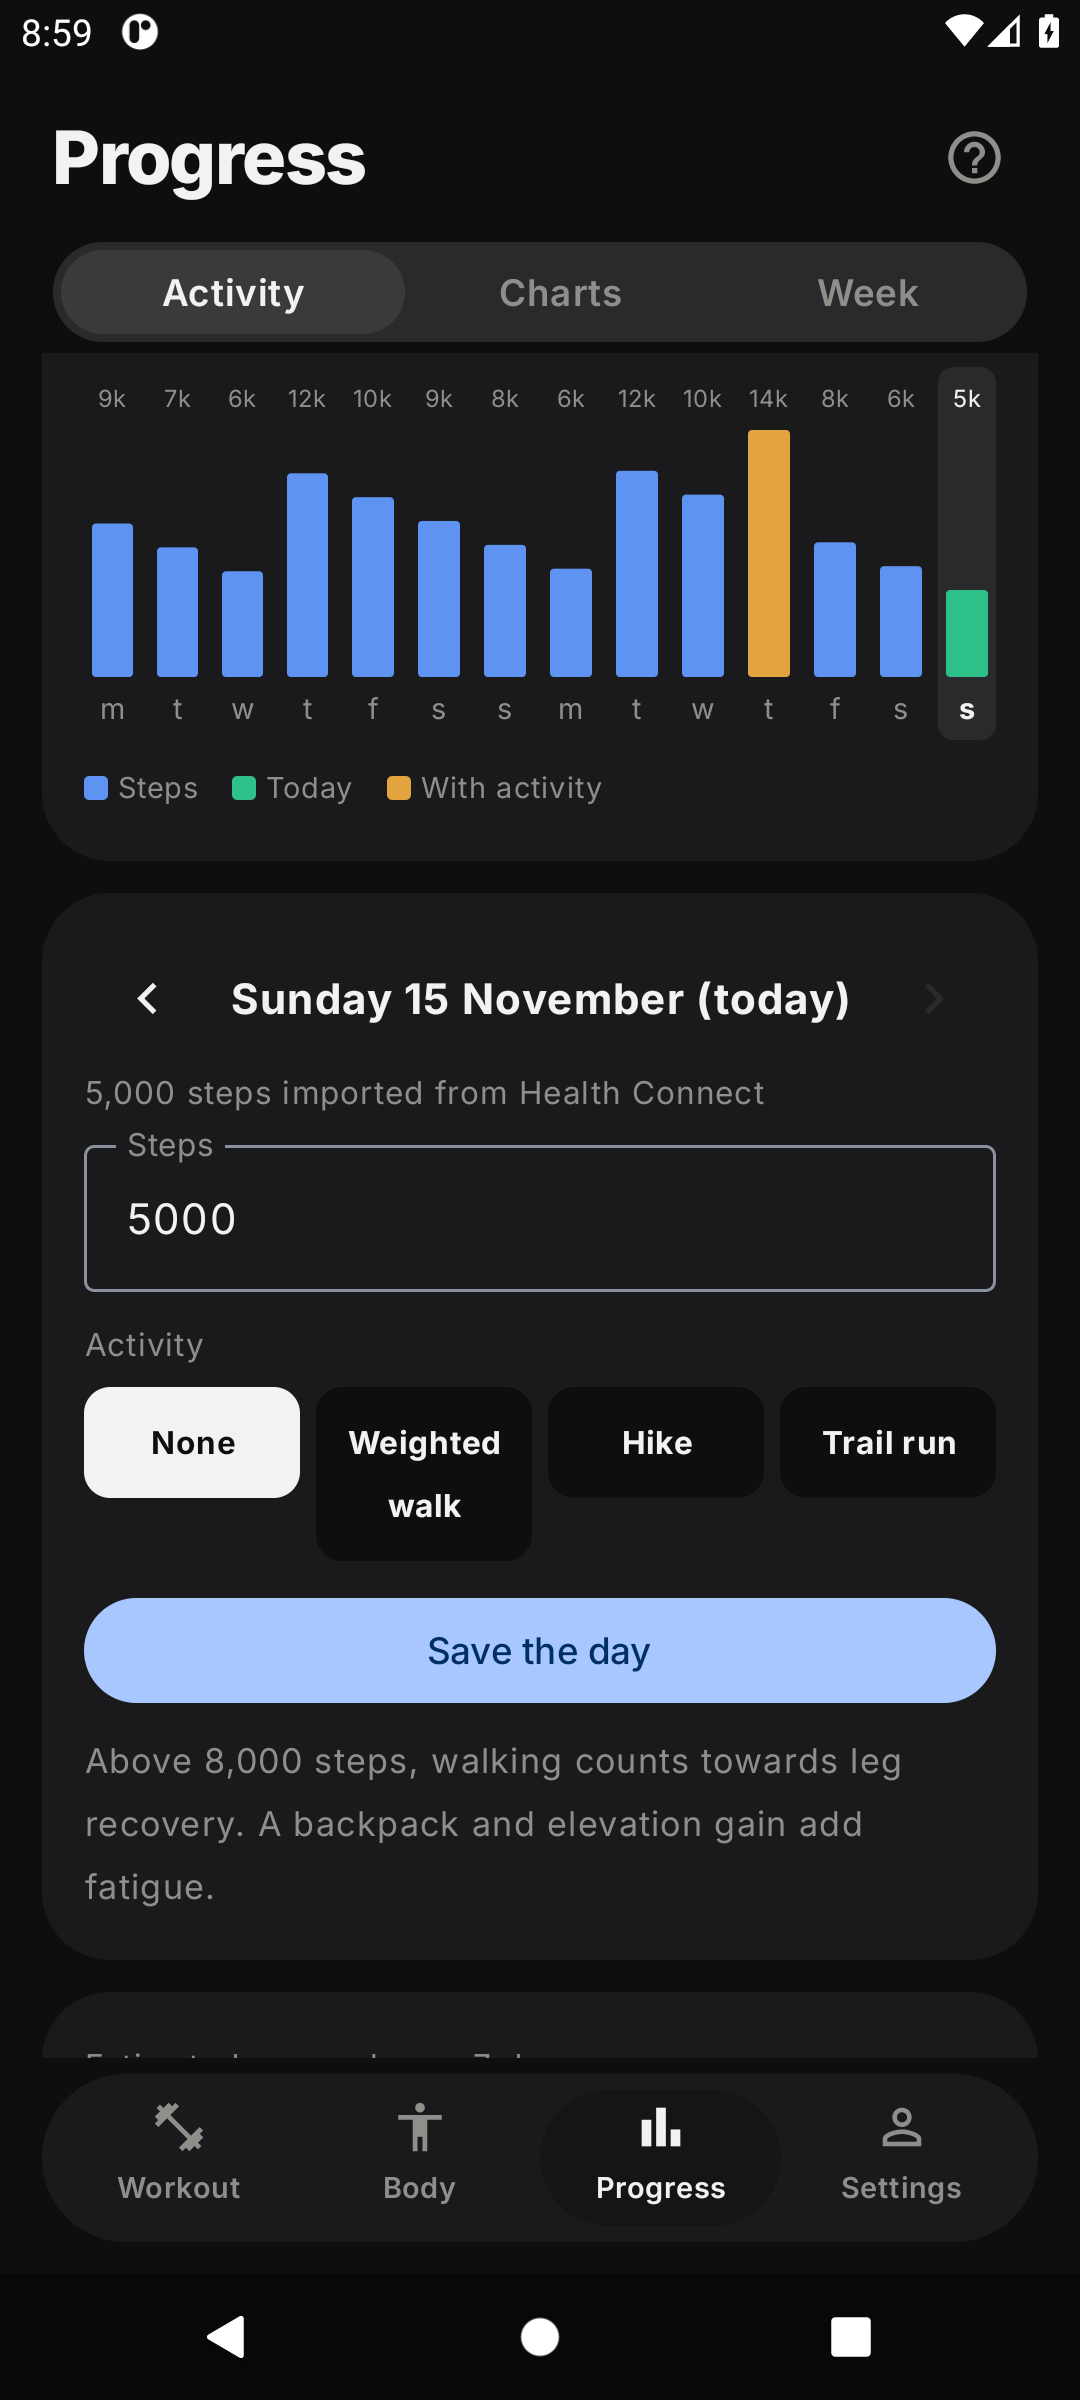 8:59
Progress
Activity Charts Week
9k 7k 6k 12k 10k 9k 8k 6k 12k 10k 14k 8k 6k 5k
m t w t f s s m t w t f s s
Steps Today With activity
Sunday 15 November (today)
5,000 steps imported from Health Connect
Steps
5000
Activity
None Weighted walk Hike Trail run
Save the day
Above 8,000 steps, walking counts towards leg
recovery. A backpack and elevation gain add
fatigue.
Workout Body Progress Settings